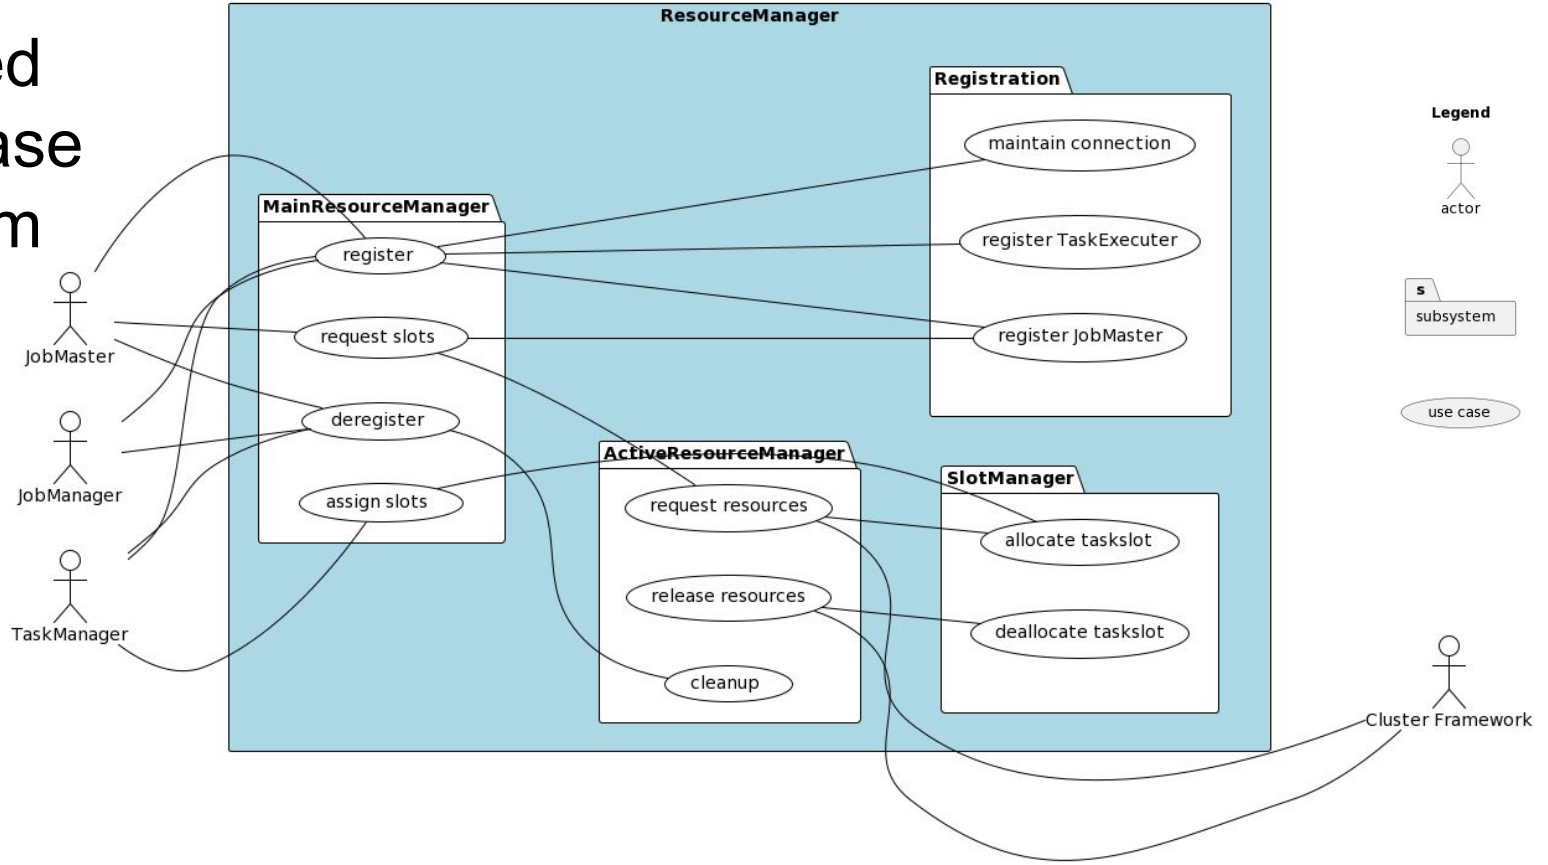 ed
ase
m
ResourceManager
MainResourceManager
register
request slots
deregister
assign slots
Registration
maintain connection
register TaskExecuter
register JobMaster
ActiveResourceManager
request resources
release resources
cleanup
SlotManager
allocate taskslot
deallocate taskslot
JobMaster
JobManager
TaskManager
Cluster Framework
Legend
actor
s
subsystem
use case